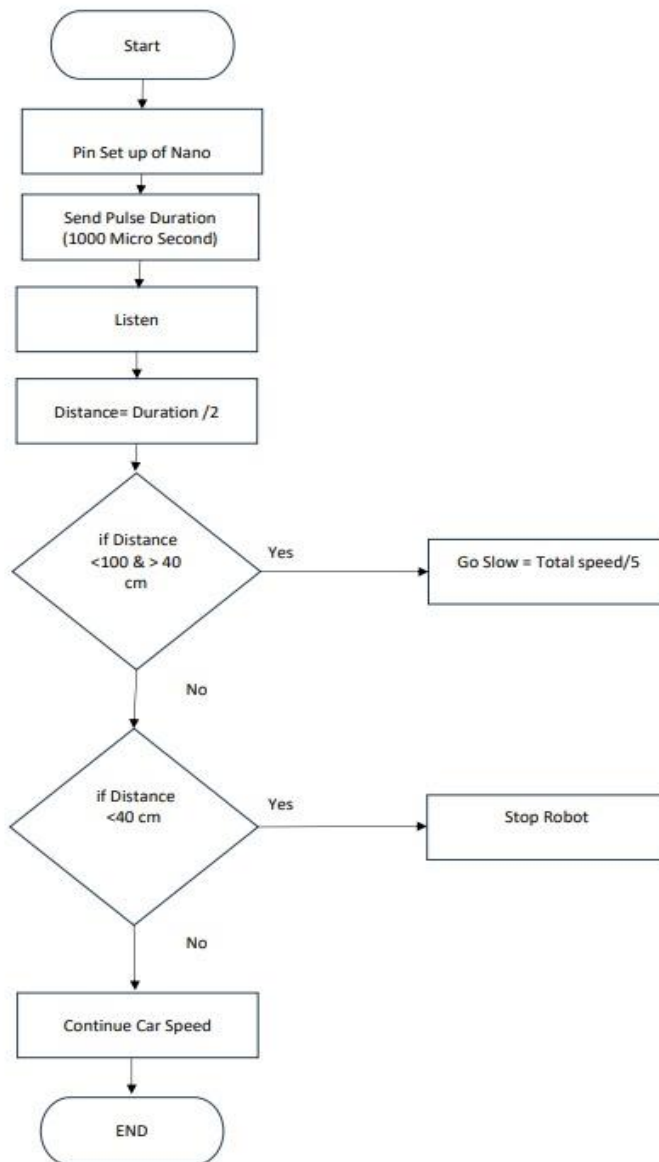 Start
Pin Set up of Nano
Send Pulse Duration
(1000 Micro Second)
Listen
Distance= Duration /2
if Distance
<100 & > 40
cm
Yes
Go Slow = Total speed/5
No
if Distance
<40 cm
Yes
Stop Robot
No
Continue Car Speed
END